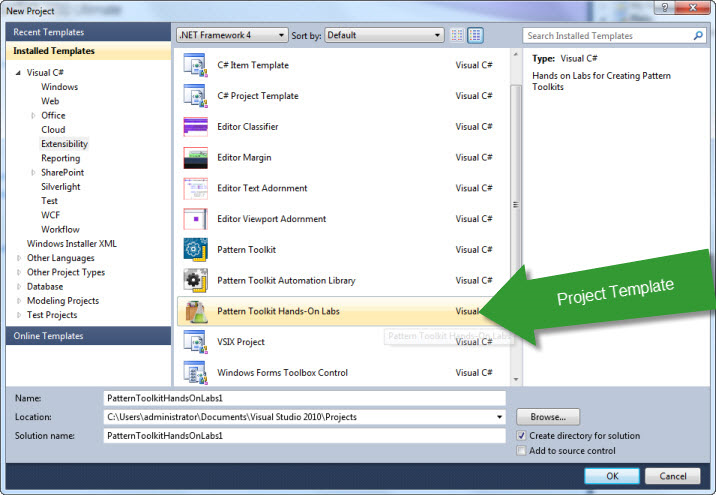 New Project
Recent Templates
Installed Templates
Visual C#
Windows
Web
Office
Cloud
Extensibility
Reporting
SharePoint
Silverlight
Test
WCF
Workflow
Windows Installer XML
Other Languages
Other Project Types
Database
Modeling Projects
Test Projects
Online Templates
.NET Framework 4
Sort by: Default
C# Item Template Visual C#
C# Project Template Visual C#
Editor Classifier Visual C#
Editor Margin Visual C#
Editor Text Adornment Visual C#
Editor Viewport Adornment Visual C#
Pattern Toolkit Visual C#
Pattern Toolkit Automation Library Visual C#
Pattern Toolkit Hands-On Labs Visual
Pattern Toolkit Hands-On Labs
VSIX Project Visual C#
Windows Forms Toolbox Control Visual C#
Project Template
Search Installed Templates
Type: Visual C#
Hands on Labs for Creating Pattern
Toolkits
Name: PatternToolkitHandsOnLabs1
Location: C:\Users\administrator\Documents\Visual Studio 2010\Projects
Browse...
Solution name: PatternToolkitHandsOnLabs1
Create directory for solution
Add to source control
OK
Cancel